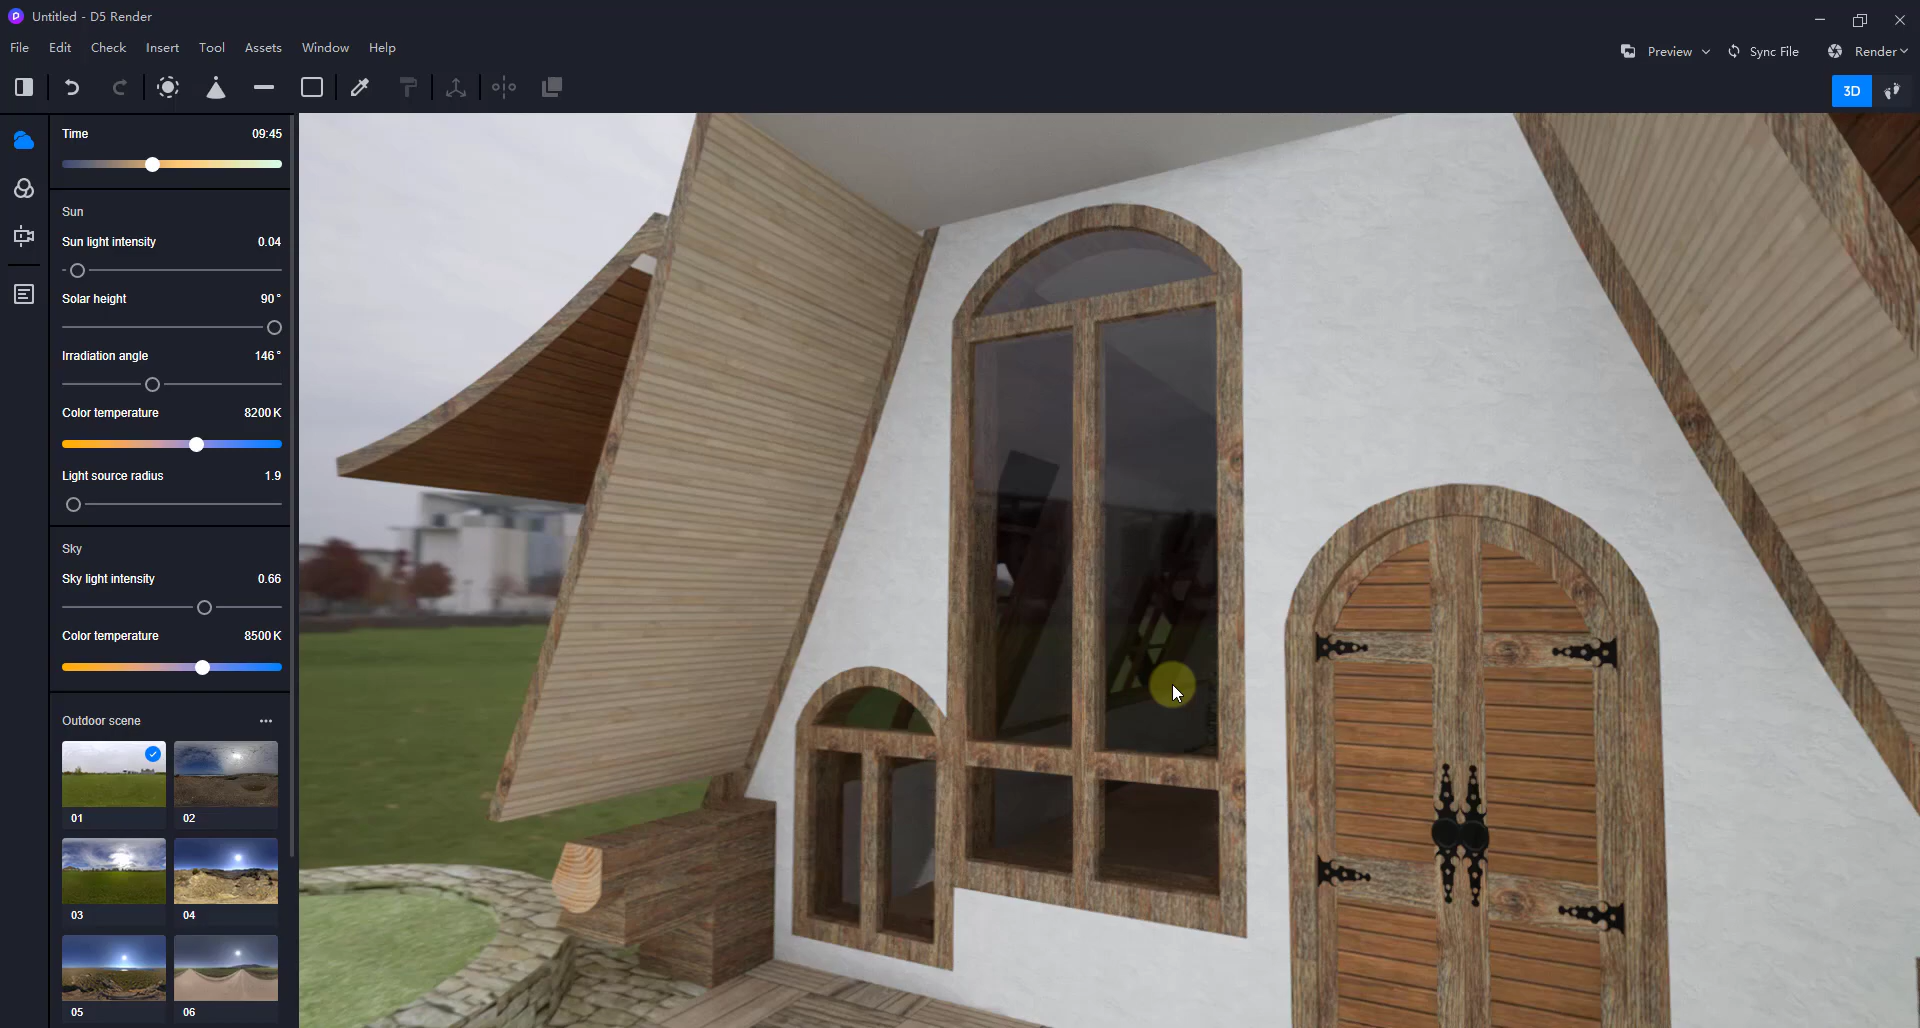 Untitled - D5 Render
File Edit Check Insert Tool Assets Window Help
Preview Sync File Render
3D
Time 09:45
Sun
Sun light intensity 0.04
Solar height 90°
Irradiation angle 146°
Color temperature 8200 K
Light source radius 1.9
Sky
Sky light intensity 0.66
Color temperature 8500 K
Outdoor scene ...
01 02
03 04
05 06